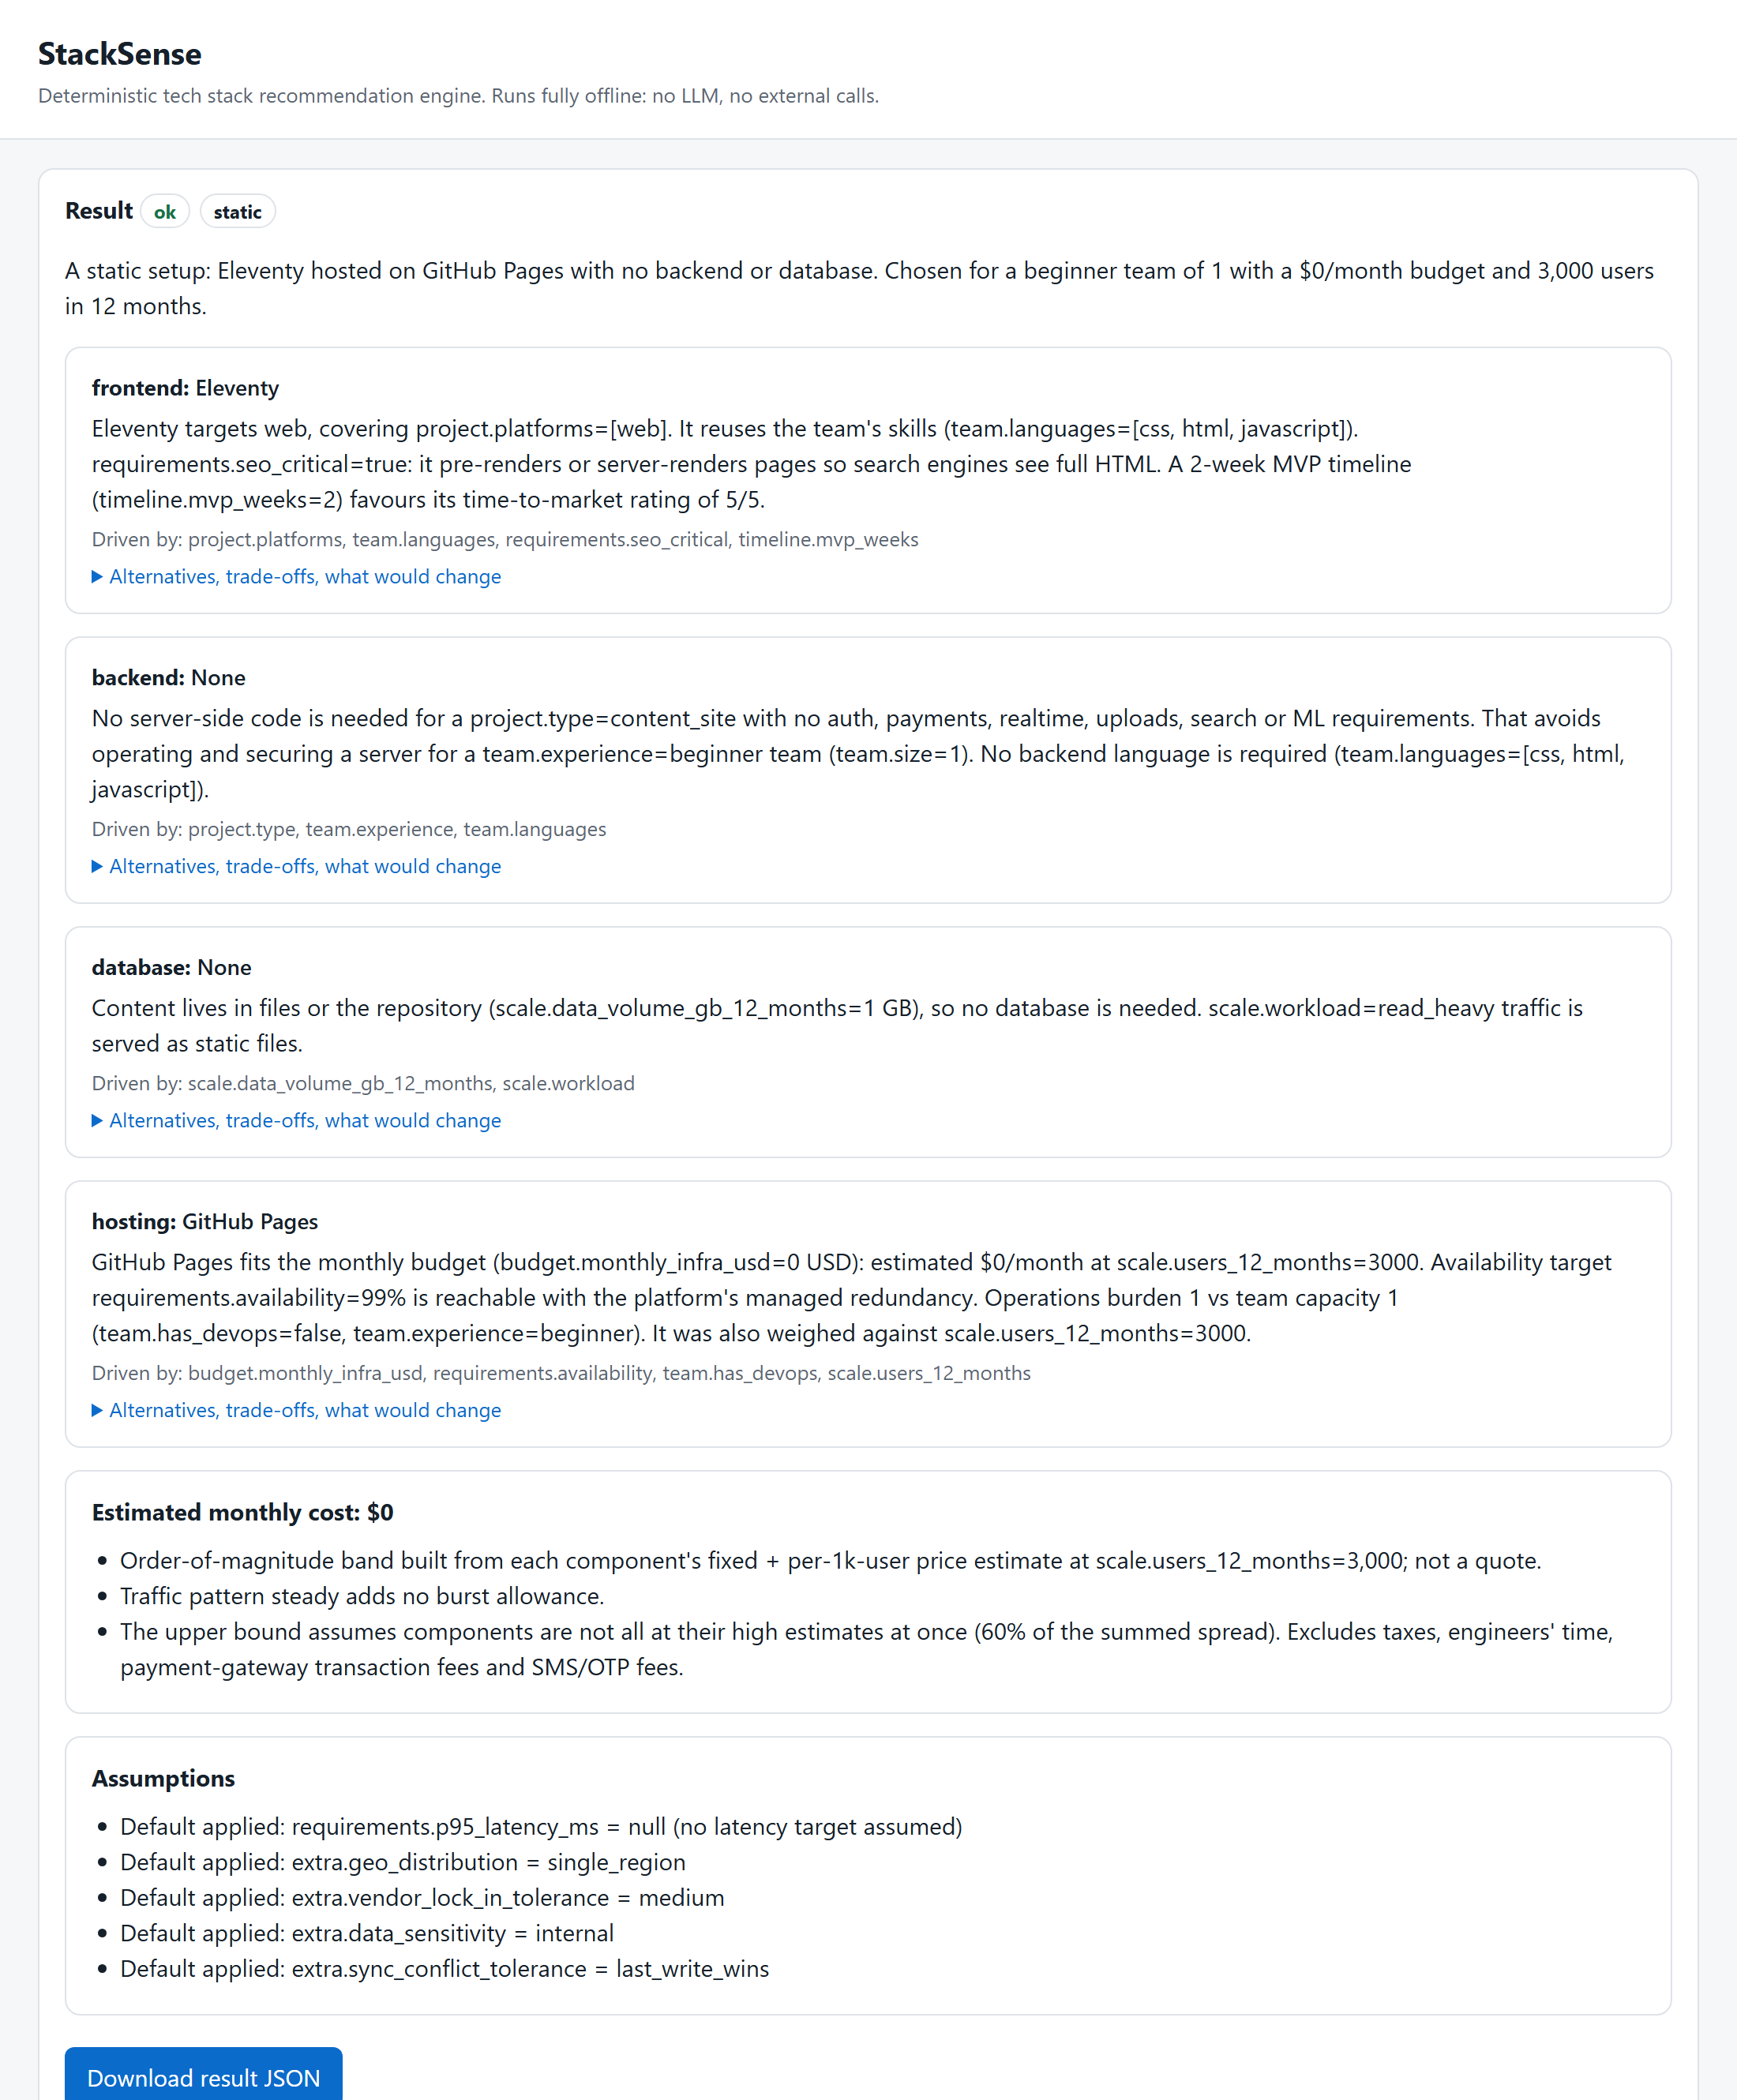 StackSense
Deterministic tech stack recommendation engine. Runs fully offline: no LLM, no external calls.
Result ok static
A static setup: Eleventy hosted on GitHub Pages with no backend or database. Chosen for a beginner team of 1 with a $0/month budget and 3,000 users
in 12 months.
frontend: Eleventy
Eleventy targets web, covering project.platforms=[web]. It reuses the team's skills (team.languages=[css, html, javascript]).
requirements.seo_critical=true: it pre-renders or server-renders pages so search engines see full HTML. A 2-week MVP timeline
(timeline.mvp_weeks=2) favours its time-to-market rating of 5/5.
Driven by: project.platforms, team.languages, requirements.seo_critical, timeline.mvp_weeks
▶ Alternatives, trade-offs, what would change
backend: None
No server-side code is needed for a project.type=content_site with no auth, payments, realtime, uploads, search or ML requirements. That avoids
operating and securing a server for a team.experience=beginner team (team.size=1). No backend language is required (team.languages=[css, html,
javascript]).
Driven by: project.type, team.experience, team.languages
▶ Alternatives, trade-offs, what would change
database: None
Content lives in files or the repository (scale.data_volume_gb_12_months=1 GB), so no database is needed. scale.workload=read_heavy traffic is
served as static files.
Driven by: scale.data_volume_gb_12_months, scale.workload
▶ Alternatives, trade-offs, what would change
hosting: GitHub Pages
GitHub Pages fits the monthly budget (budget.monthly_infra_usd=0 USD): estimated $0/month at scale.users_12_months=3000. Availability target
requirements.availability=99% is reachable with the platform's managed redundancy. Operations burden 1 vs team capacity 1
(team.has_devops=false, team.experience=beginner). It was also weighed against scale.users_12_months=3000.
Driven by: budget.monthly_infra_usd, requirements.availability, team.has_devops, scale.users_12_months
▶ Alternatives, trade-offs, what would change
Estimated monthly cost: $0
• Order-of-magnitude band built from each component's fixed + per-1k-user price estimate at scale.users_12_months=3,000; not a quote.
• Traffic pattern steady adds no burst allowance.
• The upper bound assumes components are not all at their high estimates at once (60% of the summed spread). Excludes taxes, engineers' time,
payment-gateway transaction fees and SMS/OTP fees.
Assumptions
• Default applied: requirements.p95_latency_ms = null (no latency target assumed)
• Default applied: extra.geo_distribution = single_region
• Default applied: extra.vendor_lock_in_tolerance = medium
• Default applied: extra.data_sensitivity = internal
• Default applied: extra.sync_conflict_tolerance = last_write_wins
Download result JSON